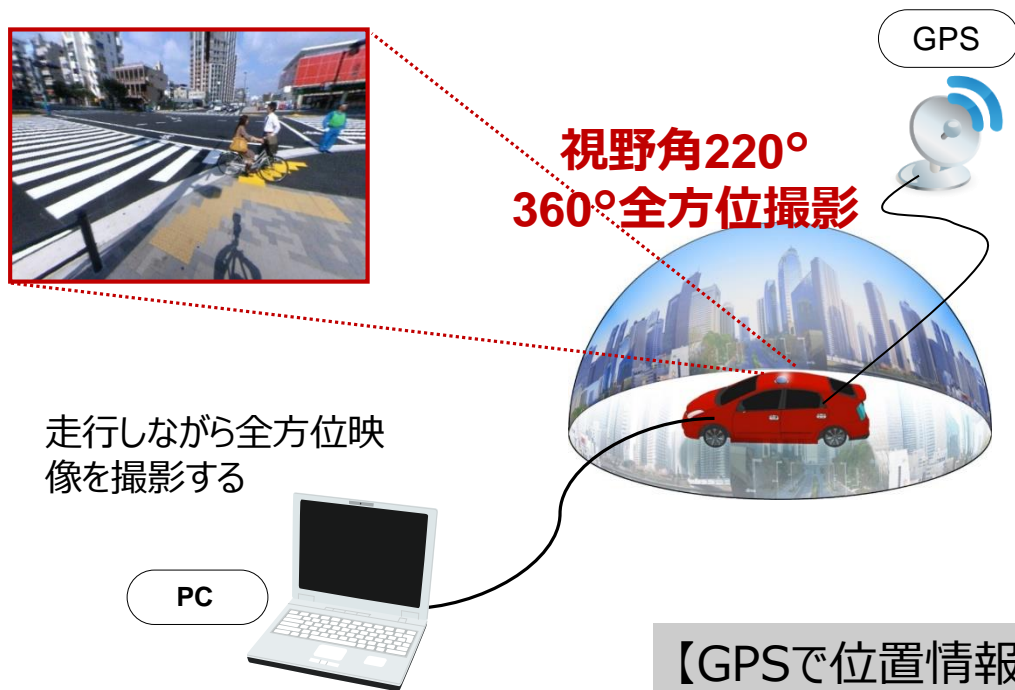 GPS
視野角220°
360°全方位撮影
走行しながら全方位映
像を撮影する
PC
【GPSで位置情報